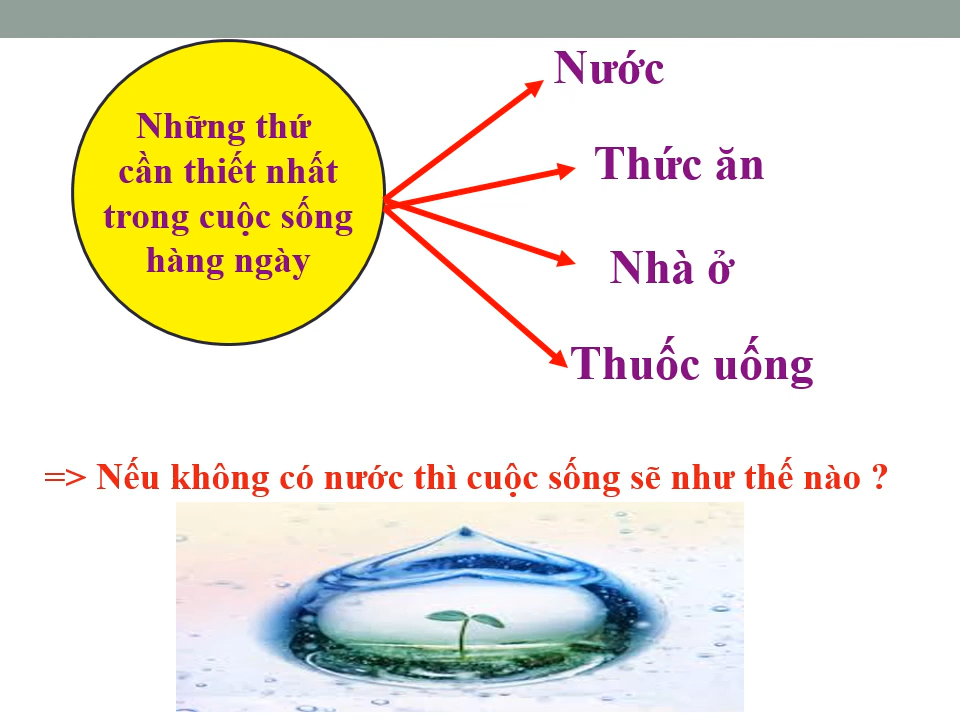 Những thứ
cần thiết nhất
trong cuộc sống
hàng ngày
Nước
Thức ăn
Nhà ở
Thuốc uống
=> Nếu không có nước thì cuộc sống sẽ như thế nào ?